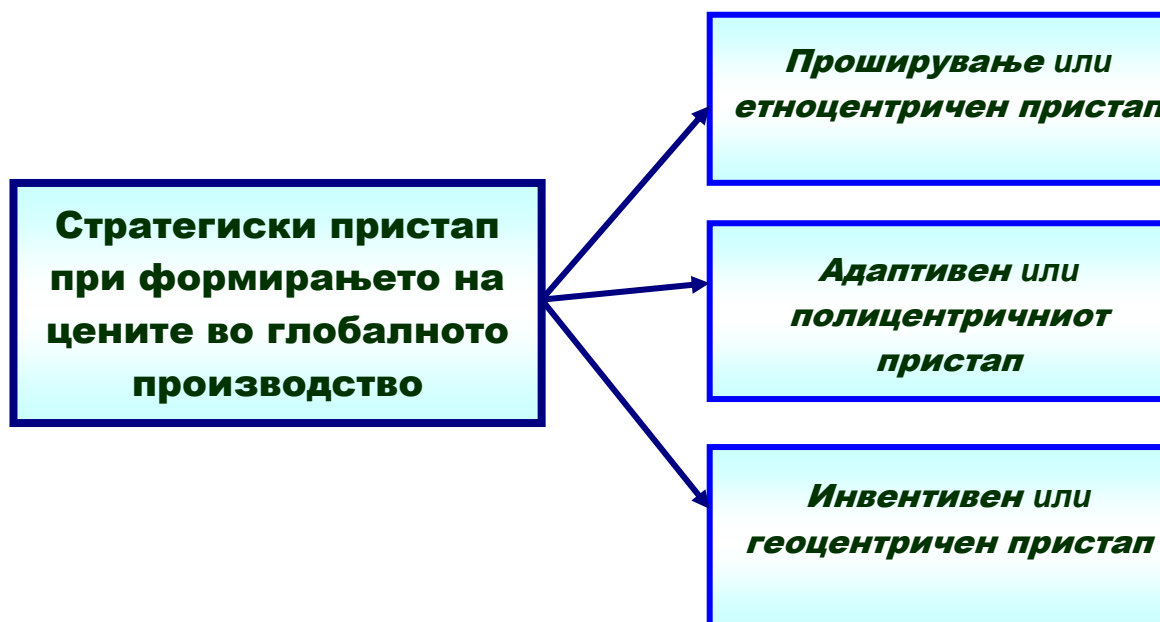 Стратегиски пристап
при формирањето на
цените во глобалното
производство
Проширување или
етноцентричен пристап
Адаптивен или
полицентричниот
пристап
Инвентивен или
геоцентричен пристап